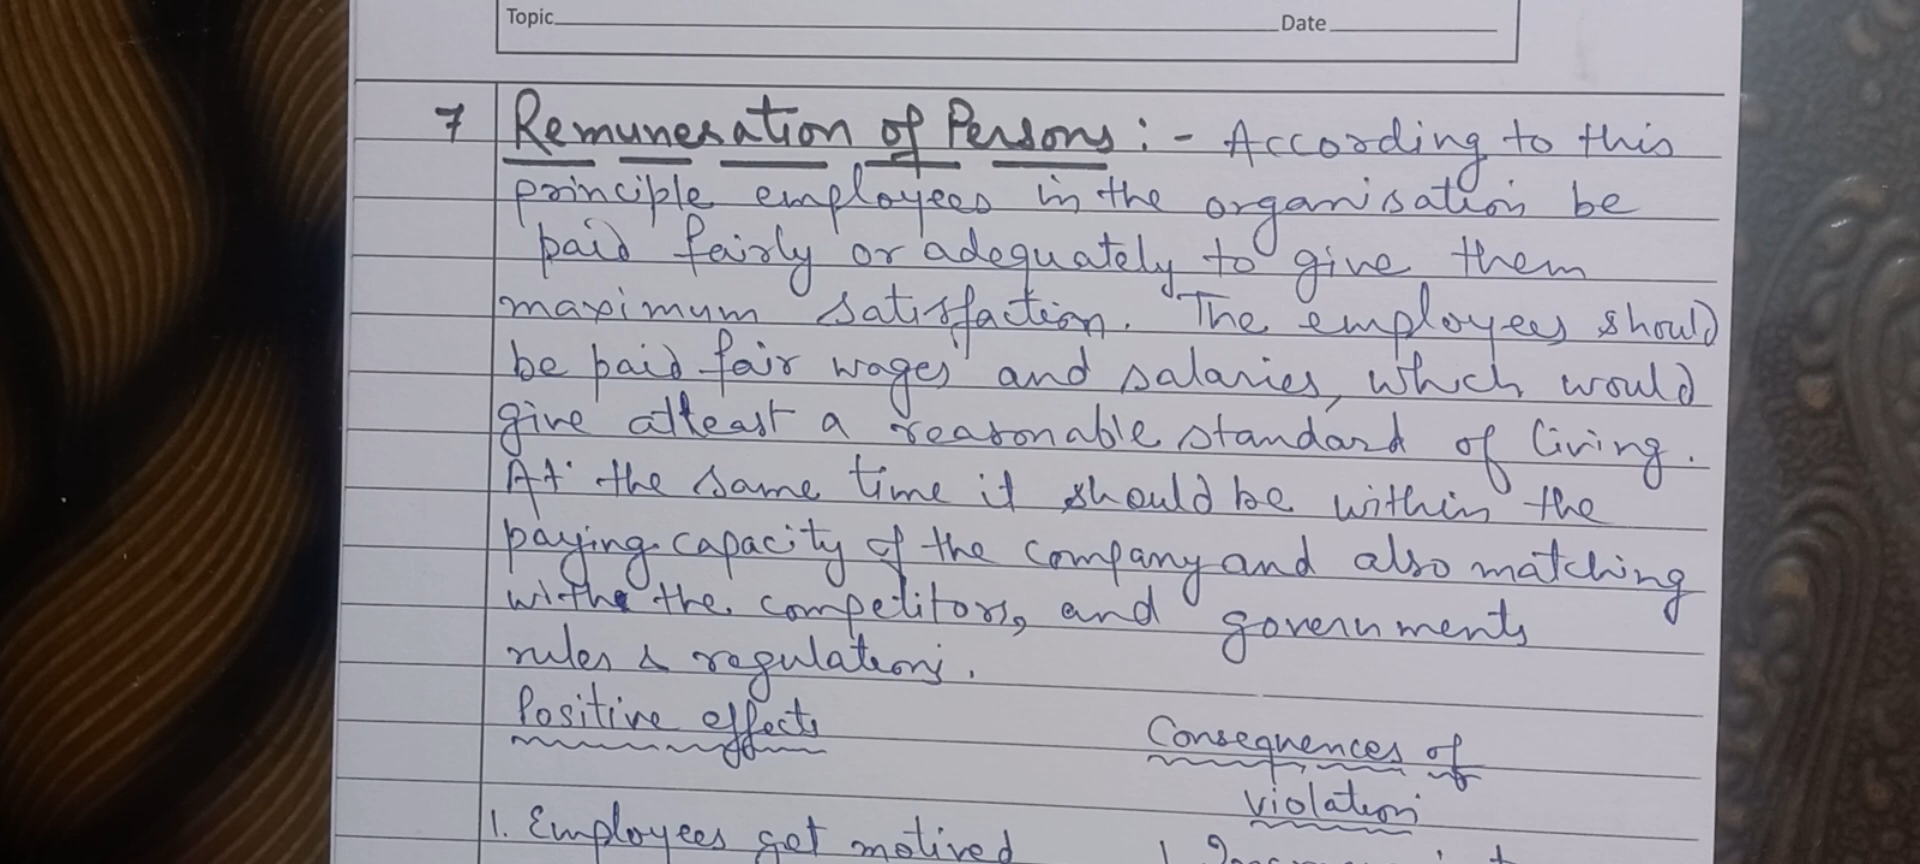 Topic Date
7 Remuneration of Persons :- According to this
principle employees in the organisation be
paid fairly or adequately to give them
maximum satisfaction. The employees should
be paid fair wages and salaries, which would
give atleast a reasonable standard of living.
At the same time it should be within the
paying capacity of the company and also matching
withe the competitors, and governments
rules & regulations.
Positive effects Consequences of
violation
1. Employees get motived 1.